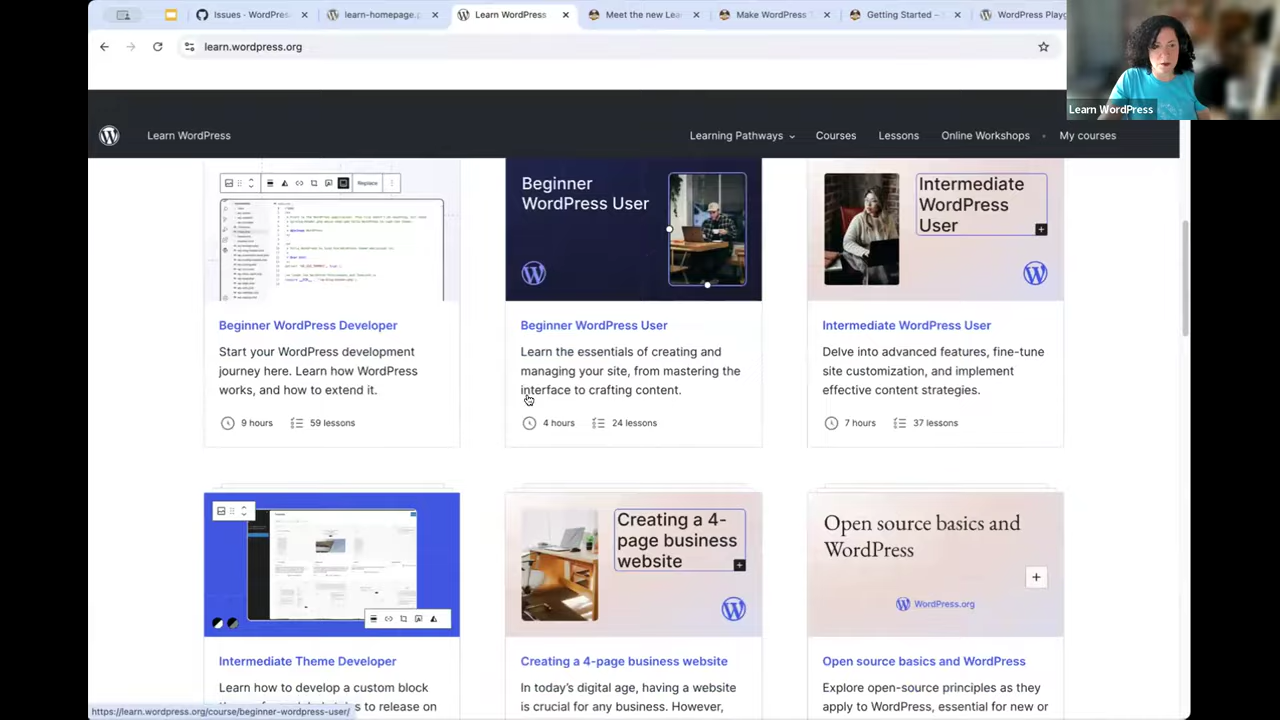 Issues · WordPres
learn-homepage.p
Learn WordPress
Meet the new Lea
Make WordPress T
Getting Started –
WordPress Playg
learn.wordpress.org
Learn WordPress
Learn WordPress
Learning Pathways
Courses
Lessons
Online Workshops
My courses
Replace
Beginner
WordPress User
Intermediate
WordPress
User
Beginner WordPress Developer
Start your WordPress development
journey here. Learn how WordPress
works, and how to extend it.
9 hours
59 lessons
Beginner WordPress User
Learn the essentials of creating and
managing your site, from mastering the
interface to crafting content.
4 hours
24 lessons
Intermediate WordPress User
Delve into advanced features, fine-tune
site customization, and implement
effective content strategies.
7 hours
37 lessons
Creating a 4-
page business
website
Open source basics and
WordPress
WordPress.org
Intermediate Theme Developer
Learn how to develop a custom block
to release on
Creating a 4-page business website
In today's digital age, having a website
is crucial for any business. However,
Open source basics and WordPress
Explore open-source principles as they
apply to WordPress, essential for new or
https://learn.wordpress.org/course/beginner-wordpress-user/